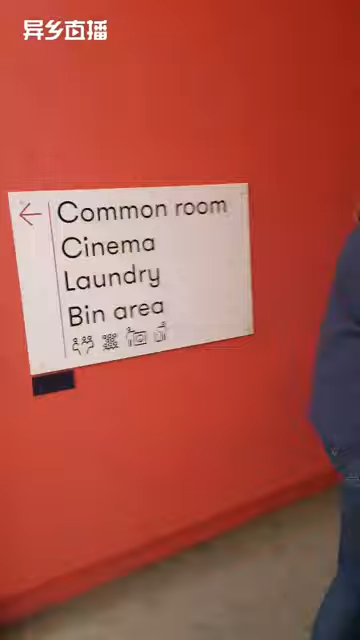 异乡直播
← Common room
Cinema
Laundry
Bin area